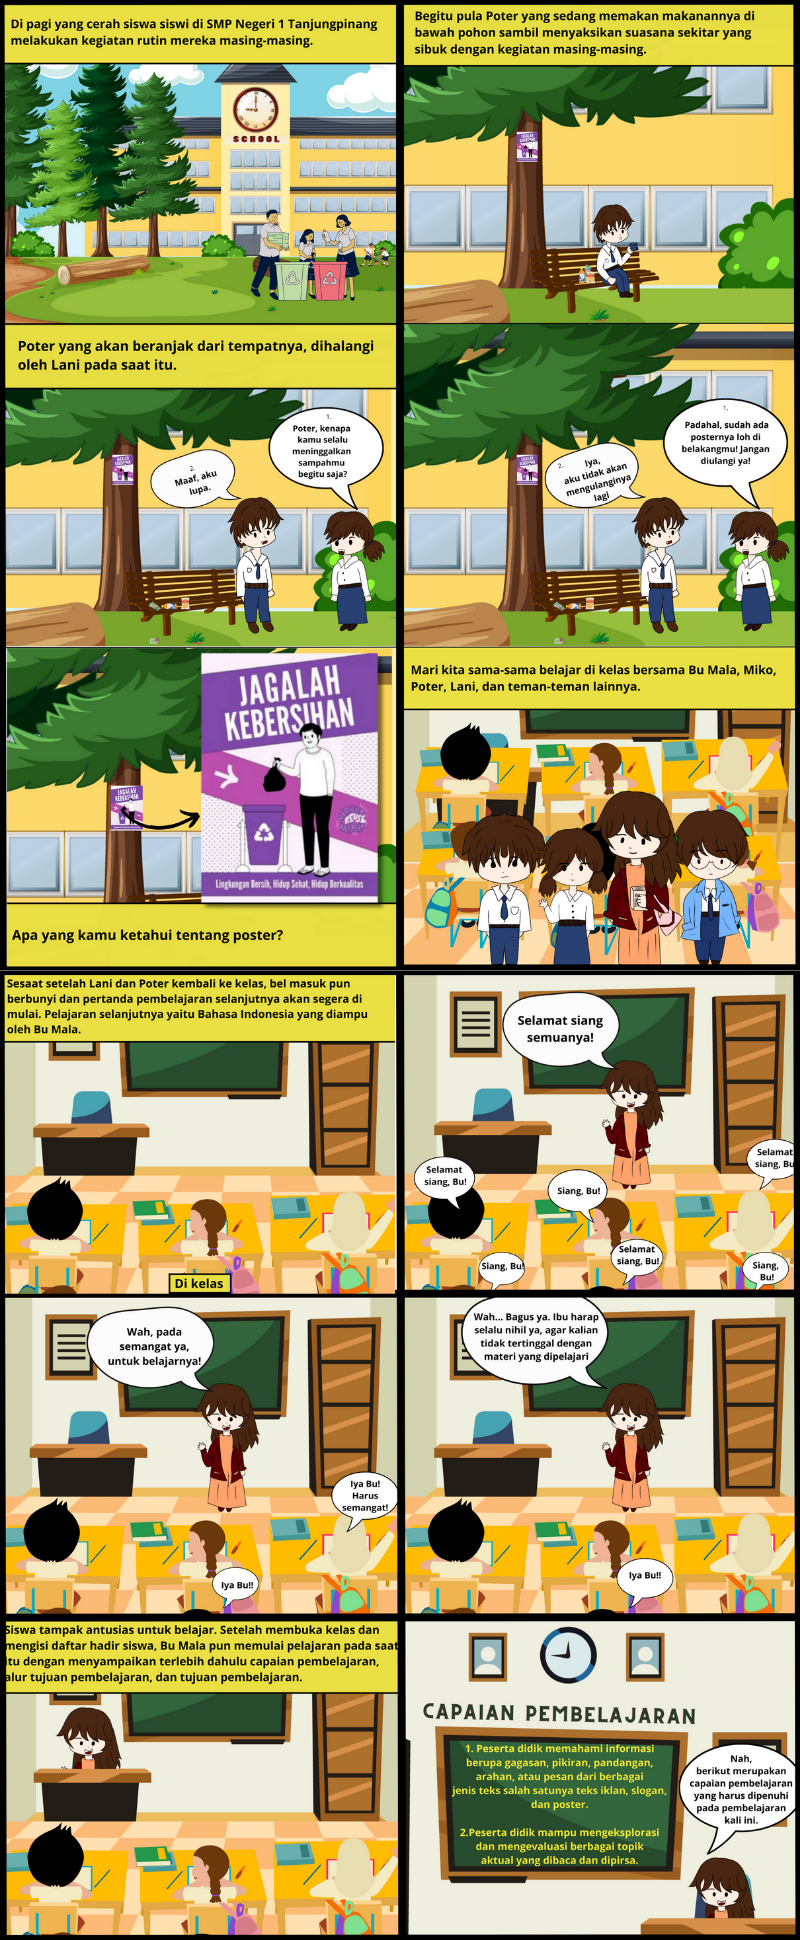 Di pagi yang cerah siswa siswi di SMP Negeri 1 Tanjungpinang
melakukan kegiatan rutin mereka masing-masing.
SCHOOL
Begitu pula Poter yang sedang memakan makanannya di
bawah pohon sambil menyaksikan suasana sekitar yang
sibuk dengan kegiatan masing-masing.
JAGALAH
KEBERSIHAN
Poter yang akan beranjak dari tempatnya, dihalangi
oleh Lani pada saat itu.
1.
Poter, kenapa
kamu selalu
meninggalkan
sampahmu
begitu saja?
2.
Maaf, aku
lupa.
JAGALAH
KEBERSIHAN
1.
Padahal, sudah ada
posternya loh di
belakangmu! Jangan
diulangi ya!
2. Iya,
aku tidak akan
mengulanginya
lagi
JAGALAH
KEBERSIHAN
JAGALAH
KEBERSIHAN
JAGALAH
KEBERSIHAN
REUSE
Lingkungan Bersih, Hidup Sehat, Hidup Berkualitas
Apa yang kamu ketahui tentang poster?
Mari kita sama-sama belajar di kelas bersama Bu Mala, Miko,
Poter, Lani, dan teman-teman lainnya.
Sesaat setelah Lani dan Poter kembali ke kelas, bel masuk pun
berbunyi dan pertanda pembelajaran selanjutnya akan segera di
mulai. Pelajaran selanjutnya yaitu Bahasa Indonesia yang diampu
oleh Bu Mala.
Di kelas
Selamat siang
semuanya!
Selamat
siang, Bu!
Siang, Bu!
Selamat
siang, Bu
Siang, Bu!
Selamat
siang, Bu!
Siang,
Bu!
Wah, pada
semangat ya,
untuk belajarnya!
Iya Bu!
Harus
semangat!
Iya Bu!!
Wah... Bagus ya. Ibu harap
selalu nihil ya, agar kalian
tidak tertinggal dengan
materi yang dipelajari
Iya Bu!!
Siswa tampak antusias untuk belajar. Setelah membuka kelas dan
mengisi daftar hadir siswa, Bu Mala pun memulai pelajaran pada saat
itu dengan menyampaikan terlebih dahulu capaian pembelajaran,
alur tujuan pembelajaran, dan tujuan pembelajaran.
CAPAIAN PEMBELAJARAN
1. Peserta didik memahami informasi
berupa gagasan, pikiran, pandangan,
arahan, atau pesan dari berbagai
jenis teks salah satunya teks iklan, slogan,
dan poster.
2.Peserta didik mampu mengeksplorasi
dan mengevaluasi berbagai topik
aktual yang dibaca dan dipirsa.
Nah,
berikut merupakan
capaian pembelajaran
yang harus dipenuhi
pada pembelajaran
kali ini.